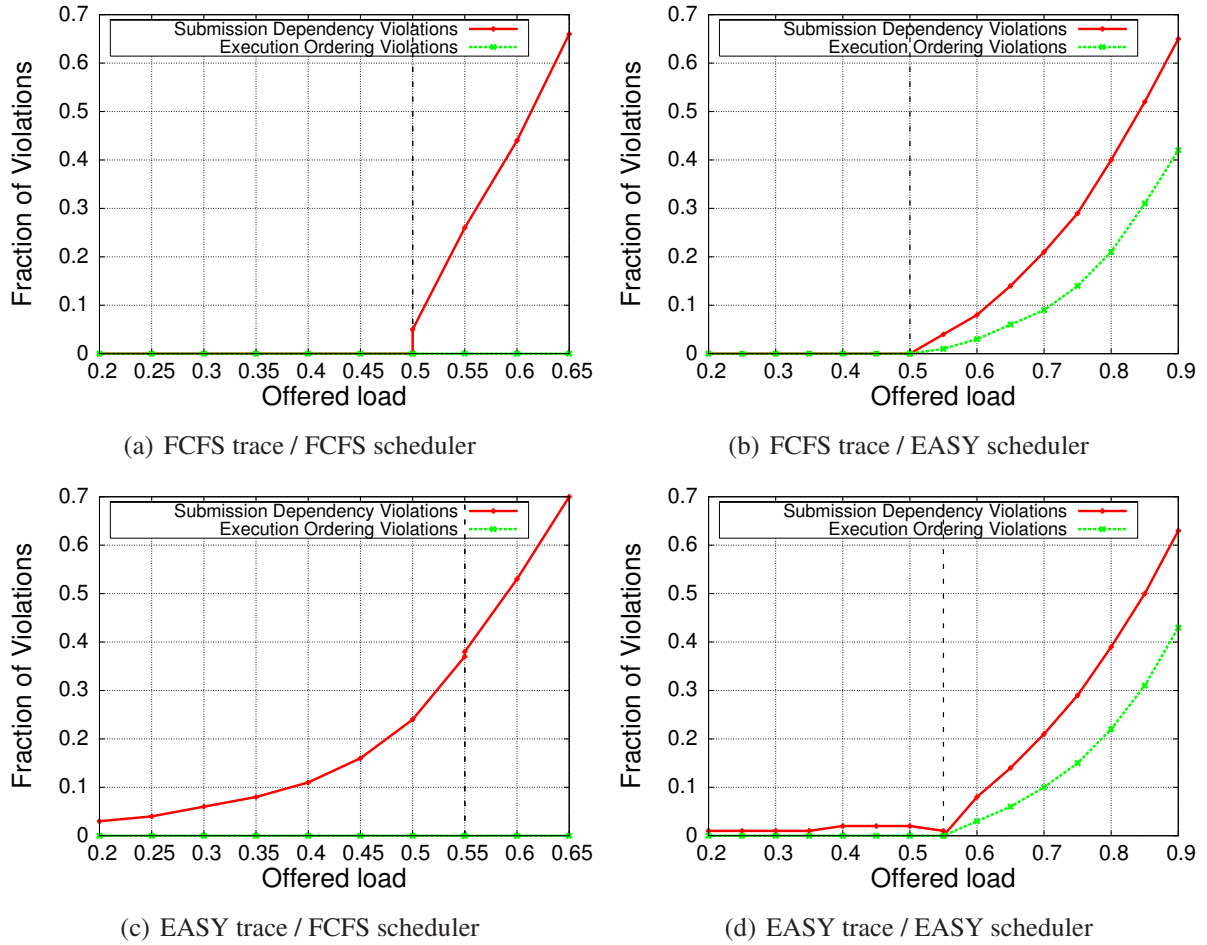 0.7
0.6
0.5
0.4
0.3
0.2
0.1
0
Fraction of Violations
Submission Dependency Violations
Execution Ordering Violations
0.2 0.25 0.3 0.35 0.4 0.45 0.5 0.55 0.6 0.65
Offered load
(a) FCFS trace / FCFS scheduler
0.7
0.6
0.5
0.4
0.3
0.2
0.1
0
Fraction of Violations
Submission Dependency Violations
Execution Ordering Violations
0.2 0.3 0.4 0.5 0.6 0.7 0.8 0.9
Offered load
(b) FCFS trace / EASY scheduler
0.7
0.6
0.5
0.4
0.3
0.2
0.1
0
Fraction of Violations
Submission Dependency Violations
Execution Ordering Violations
0.2 0.25 0.3 0.35 0.4 0.45 0.5 0.55 0.6 0.65
Offered load
(c) EASY trace / FCFS scheduler
0.7
0.6
0.5
0.4
0.3
0.2
0.1
0
Fraction of Violations
Submission Dependency Violations
Execution Ordering Violations
0.2 0.3 0.4 0.5 0.6 0.7 0.8 0.9
Offered load
(d) EASY trace / EASY scheduler